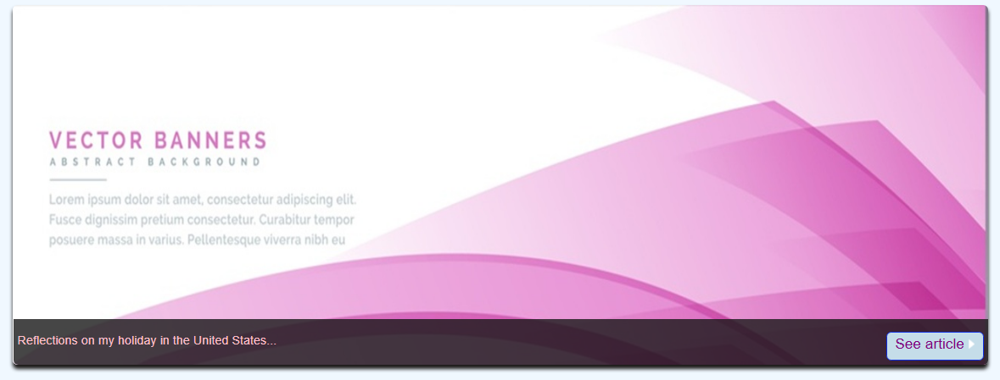 VECTOR BANNERS
ABSTRACT BACKGROUND
Lorem ipsum dolor sit amet, consectetur adipiscing elit.
Fusce dignissim pretium consectetur. Curabitur tempor
posuere massa in varius. Pellentesque viverra nibh eu
Reflections on my holiday in the United States...
See article